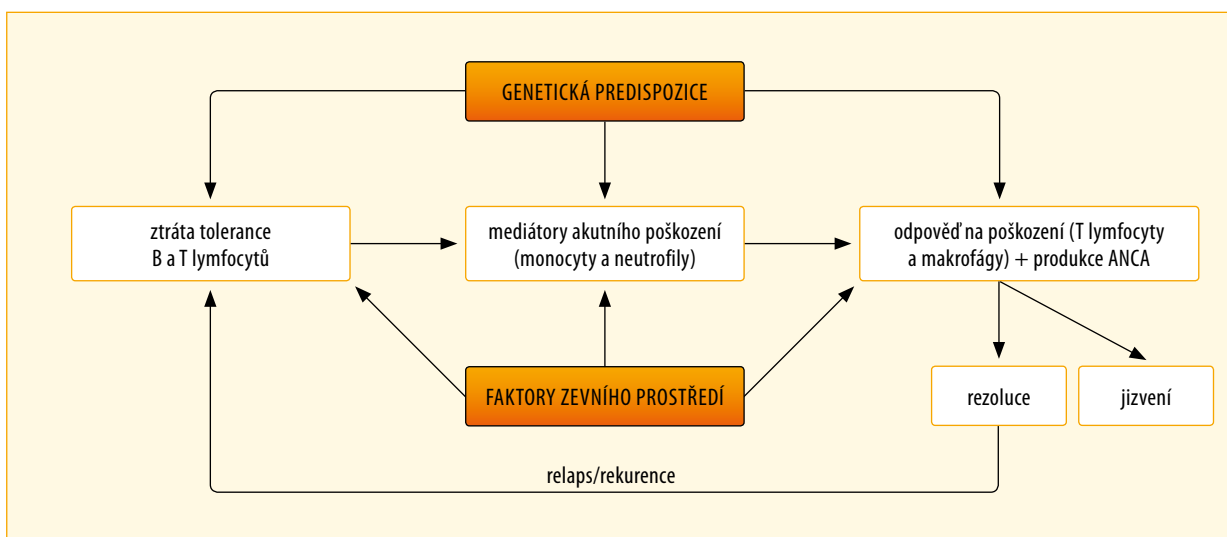 GENETICKÁ PREDISPOZICE
ztráta tolerance
B a T lymfocytů
mediátory akutního poškození
(monocyty a neutrofily)
odpověď na poškození (T lymfocyty
a makrofágy) + produkce ANCA
FAKTORY ZEVNÍHO PROSTŘEDÍ
rezoluce
jizvení
relaps/rekurence